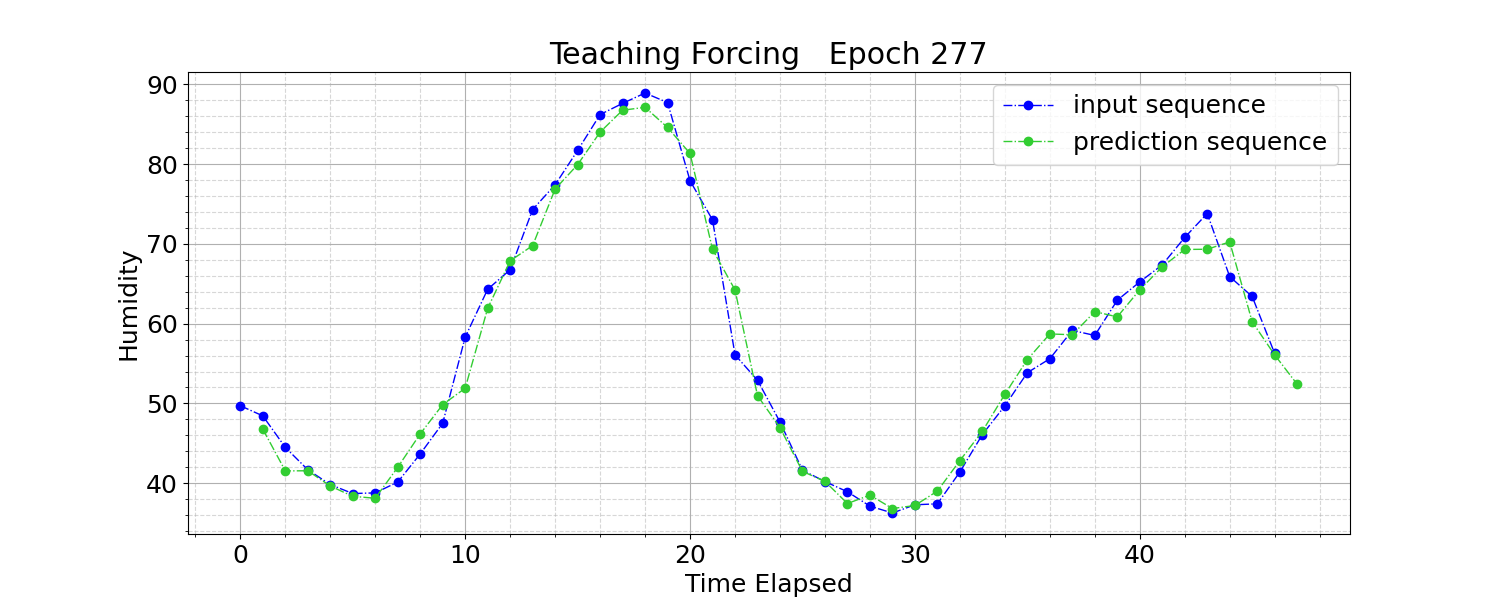 Teaching Forcing   Epoch 277
input sequence
prediction sequence
Humidity
90
80
70
60
50
40
0 10 20 30 40
Time Elapsed